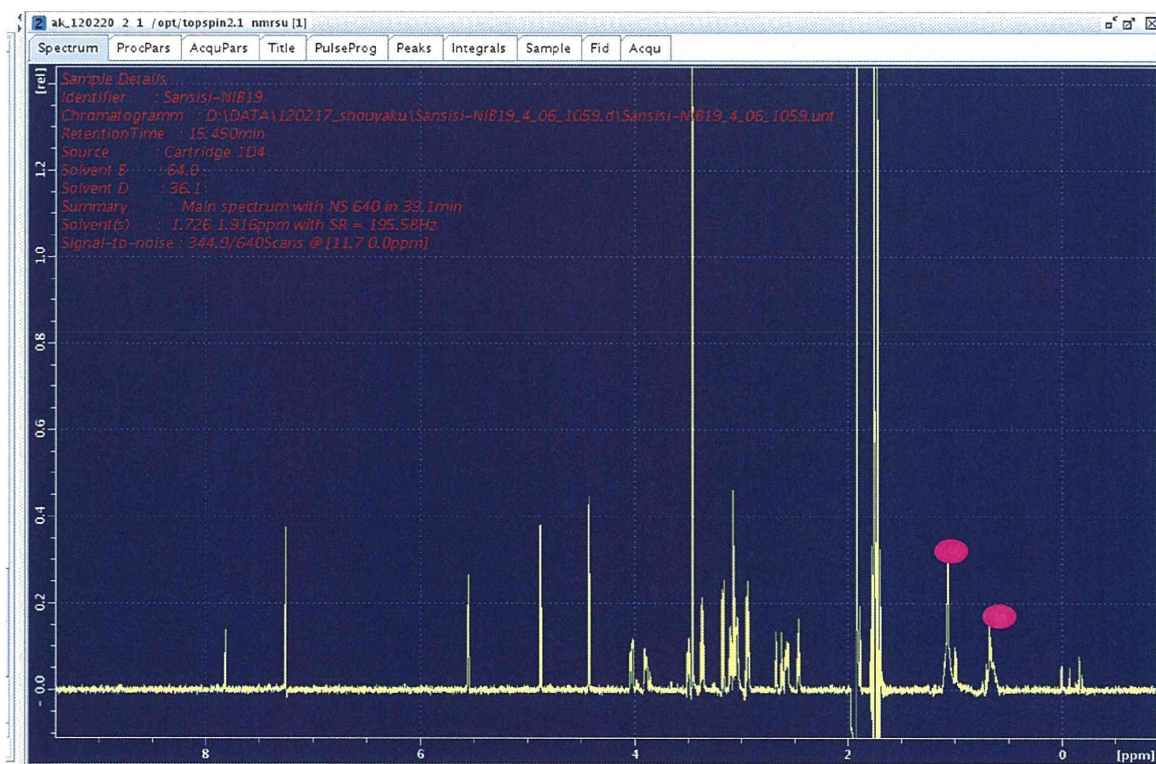 2 ak_120220 2 1 /opt/topspin2.1 nmrsu [1]
Spectrum ProcPars AcquPars Title PulseProg Peaks Integrals Sample Fid Acqu
[rel]
Sample Details :
Identifier : Sansisi-NIB19
Chromatogramm : D:\DATA\120217_shouyaku\Sansisi-NIB19_4_06_1059.d\Sansisi-NIB19_4_06_1059.unt
RetentionTime : 15.450min
Source : Cartridge 1D4
Solvent B : 64.0
Solvent D : 36.1
Summary : Main spectrum with NS 640 in 39.1min
Solvent(s) : 1.726 1.916ppm with SR = 195.58Hz
Signal-to-noise : 344.9/640Scans @ [11.7 0.0ppm]
1.2
1.0
0.8
0.6
0.4
0.2
0.0
8 6 4 2 0 [ppm]